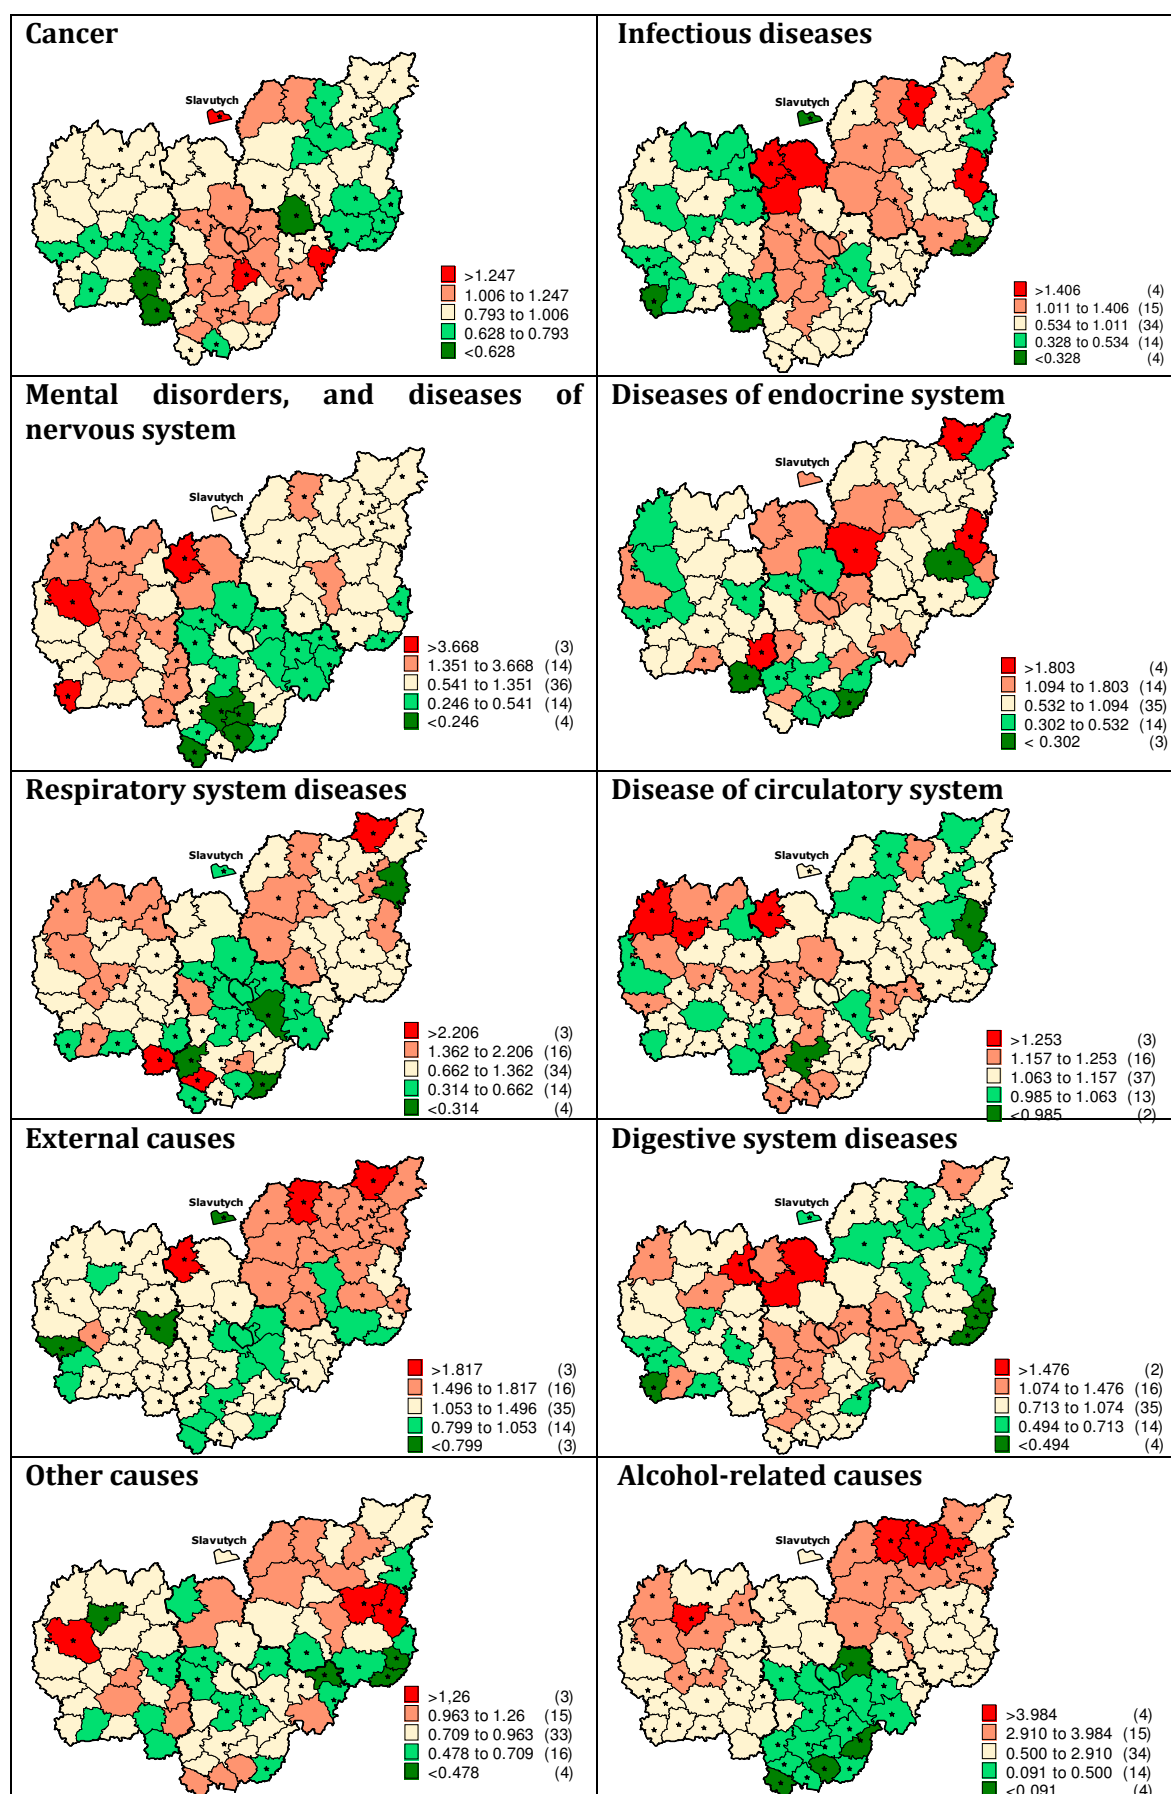 Cancer
Slavutych
>1.247
1.006 to 1.247
0.793 to 1.006
0.628 to 0.793
<0.628
Infectious diseases
Slavutych
>1.406 (4)
1.011 to 1.406 (15)
0.534 to 1.011 (34)
0.328 to 0.534 (14)
<0.328 (4)
Mental disorders, and diseases of
nervous system
Slavutych
>3.668 (3)
1.351 to 3.668 (14)
0.541 to 1.351 (36)
0.246 to 0.541 (14)
<0.246 (4)
Diseases of endocrine system
Slavutych
>1.803 (4)
1.094 to 1.803 (14)
0.532 to 1.094 (35)
0.302 to 0.532 (14)
< 0.302 (3)
Respiratory system diseases
Slavutych
>2.206 (3)
1.362 to 2.206 (16)
0.662 to 1.362 (34)
0.314 to 0.662 (14)
<0.314 (4)
Disease of circulatory system
Slavutych
>1.253 (3)
1.157 to 1.253 (16)
1.063 to 1.157 (37)
0.985 to 1.063 (13)
<0.985 (2)
External causes
Slavutych
>1.817 (3)
1.496 to 1.817 (16)
1.053 to 1.496 (35)
0.799 to 1.053 (14)
<0.799 (3)
Digestive system diseases
Slavutych
>1.476 (2)
1.074 to 1.476 (16)
0.713 to 1.074 (35)
0.494 to 0.713 (14)
<0.494 (4)
Other causes
Slavutych
>1,26 (3)
0.963 to 1.26 (15)
0.709 to 0.963 (33)
0.478 to 0.709 (16)
<0.478 (4)
Alcohol-related causes
Slavutych
>3.984 (4)
2.910 to 3.984 (15)
0.500 to 2.910 (34)
0.091 to 0.500 (14)
<0.091 (4)